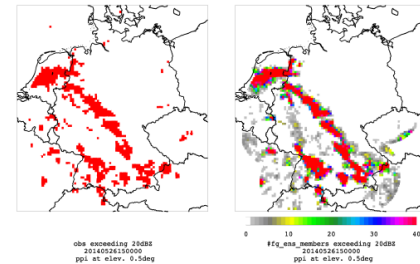 0 10 20 30 40
obs exceeding 20dBZ
20140526150000
ppi at elev. 0.5deg
#fg_ens_members exceeding 20dBZ
20140526150000
ppi at elev. 0.5deg